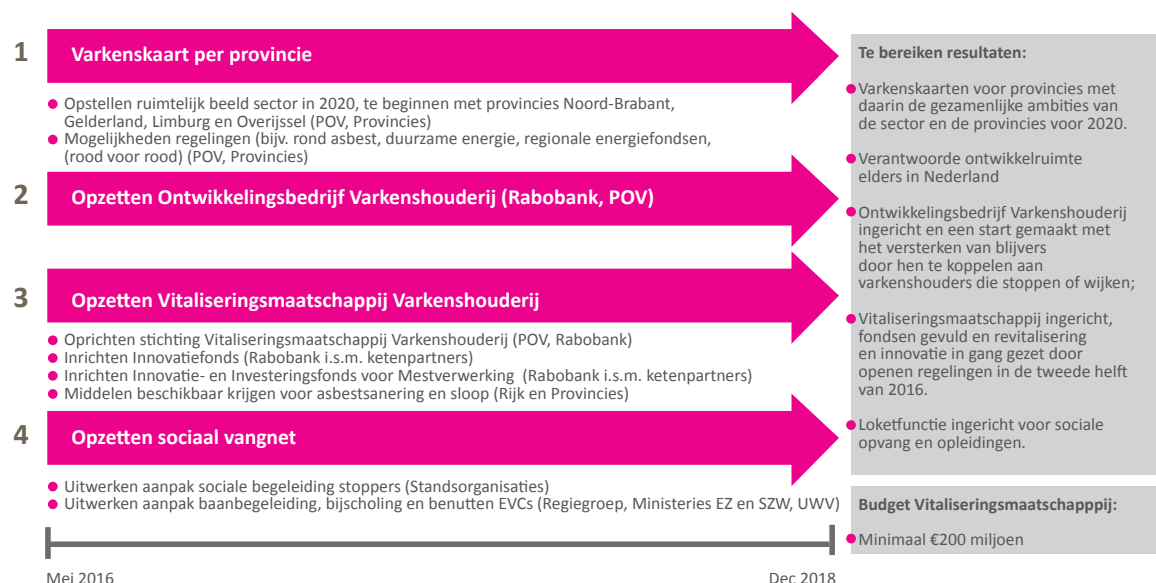 1
Varkenskaart per provincie
● Opstellen ruimtelijk beeld sector in 2020, te beginnen met provincies Noord-Brabant,
Gelderland, Limburg en Overijssel (POV, Provincies)
● Mogelijkheden regelingen (bijv. rond asbest, duurzame energie, regionale energiefondsen,
(rood voor rood) (POV, Provincies)
2
Opzetten Ontwikkelingsbedrijf Varkenshouderij (Rabobank, POV)
3
Opzetten Vitaliseringsmaatschappij Varkenshouderij
● Oprichten stichting Vitaliseringsmaatschappij Varkenshouderij (POV, Rabobank)
● Inrichten Innovatiefonds (Rabobank i.s.m. ketenpartners)
● Inrichten Innovatie- en Investeringsfonds voor Mestverwerking (Rabobank i.s.m. ketenpartners)
● Middelen beschikbaar krijgen voor asbestsanering en sloop (Rijk en Provincies)
4
Opzetten sociaal vangnet
● Uitwerken aanpak sociale begeleiding stoppers (Standsorganisaties)
● Uitwerken aanpak baanbegeleiding, bijscholing en benutten EVCs (Regiegroep, Ministeries EZ en SZW, UWV)
Mei 2016
Dec 2018
Te bereiken resultaten:
● Varkenskaarten voor provincies met
daarin de gezamenlijke ambities van
de sector en de provincies voor 2020.
● Verantwoorde ontwikkelruimte
elders in Nederland
● Ontwikkelingsbedrijf Varkenshouderij
ingericht en een start gemaakt met
het versterken van blijvers
door hen te koppelen aan
varkenshouders die stoppen of wijken;
● Vitaliseringsmaatschappij ingericht,
fondsen gevuld en revitalisering
en innovatie in gang gezet door
openen regelingen in de tweede helft
van 2016.
● Loketfunctie ingericht voor sociale
opvang en opleidingen.
Budget Vitaliseringsmaatschapppij:
● Minimaal €200 miljoen